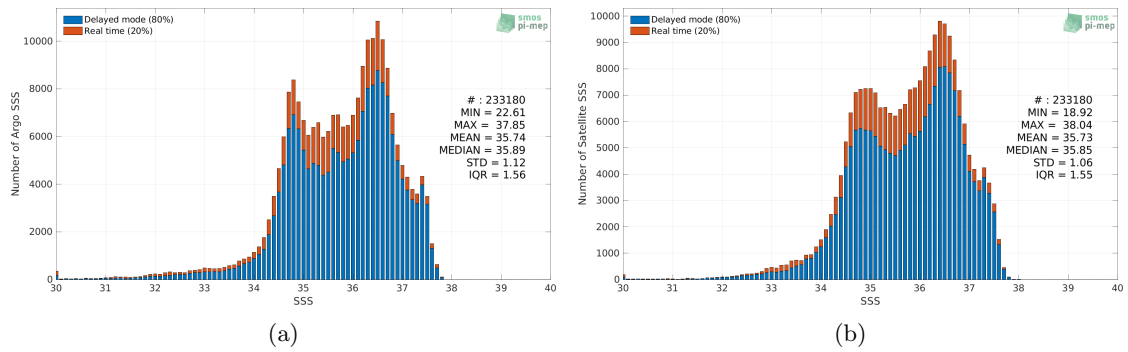 Delayed mode (80%)
Real time (20%)
smos
pi-mep
10000
8000
6000
4000
2000
0
Number of Argo SSS
# : 233180
MIN = 22.61
MAX = 37.85
MEAN = 35.74
MEDIAN = 35.89
STD = 1.12
IQR = 1.56
30 31 32 33 34 35 36 37 38 39 40
SSS
(a)
Delayed mode (80%)
Real time (20%)
smos
pi-mep
10000
9000
8000
7000
6000
5000
4000
3000
2000
1000
0
Number of Satellite SSS
# : 233180
MIN = 18.92
MAX = 38.04
MEAN = 35.73
MEDIAN = 35.85
STD = 1.06
IQR = 1.55
30 31 32 33 34 35 36 37 38 39 40
SSS
(b)